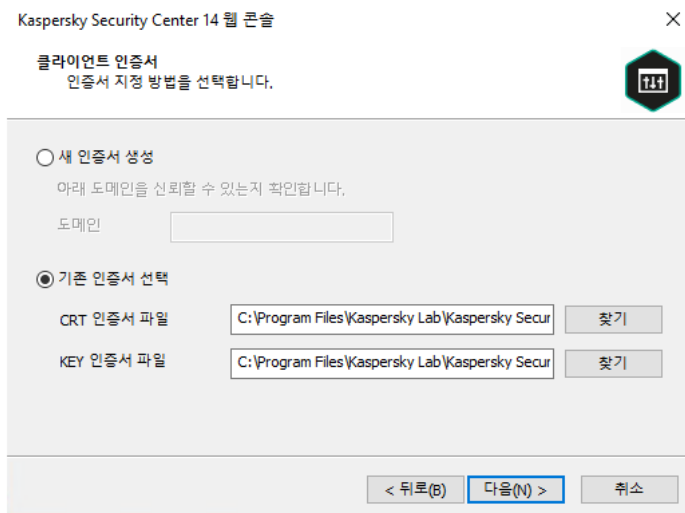 Kaspersky Security Center 14 웹 콘솔
클라이언트 인증서
인증서 지정 방법을 선택합니다.
새 인증서 생성
아래 도메인을 신뢰할 수 있는지 확인합니다.
도메인
기존 인증서 선택
CRT 인증서 파일 C:\Program Files\Kaspersky Lab\Kaspersky Secur 찾기
KEY 인증서 파일 C:\Program Files\Kaspersky Lab\Kaspersky Secur 찾기
< 뒤로(B) 다음(N) > 취소